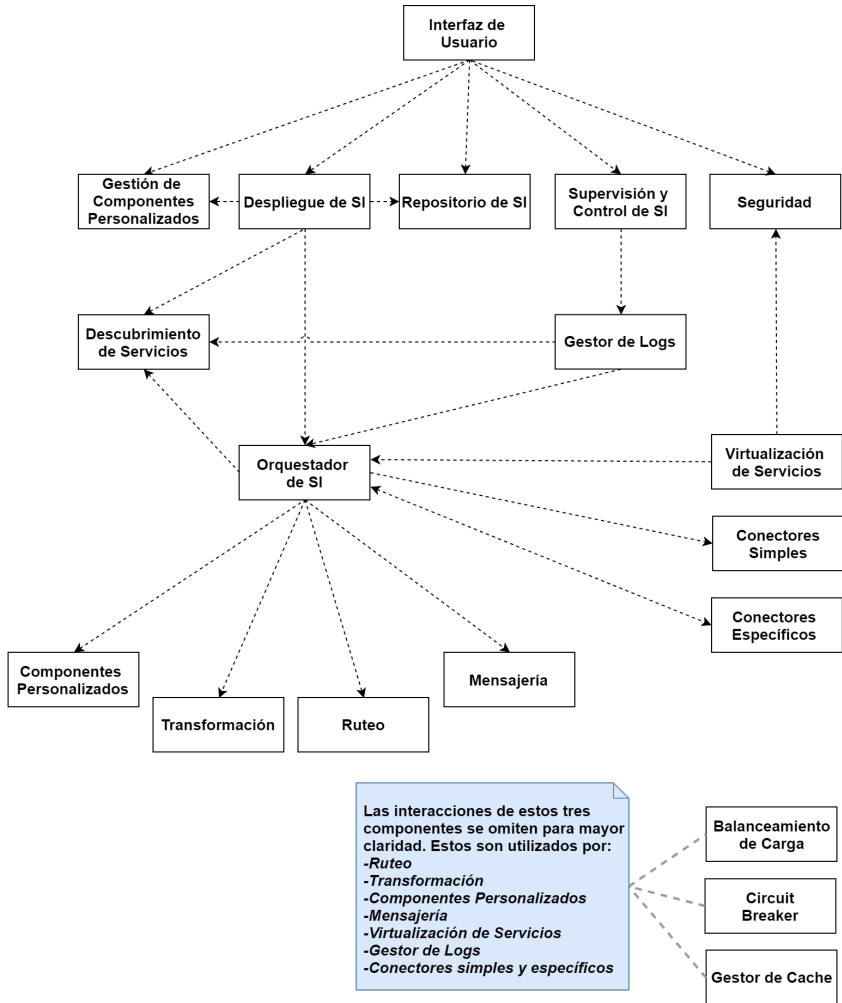 Interfaz de
Usuario
Gestión de
Componentes
Personalizados
Despliegue de SI
Repositorio de SI
Supervisión y
Control de SI
Seguridad
Descubrimiento
de Servicios
Gestor de Logs
Orquestador
de SI
Virtualización
de Servicios
Conectores
Simples
Conectores
Específicos
Componentes
Personalizados
Transformación
Ruteo
Mensajería
Las interacciones de estos tres
componentes se omiten para mayor
claridad. Estos son utilizados por:
-Ruteo
-Transformación
-Componentes Personalizados
-Mensajería
-Virtualización de Servicios
-Gestor de Logs
-Conectores simples y específicos
Balanceamiento
de Carga
Circuit
Breaker
Gestor de Cache